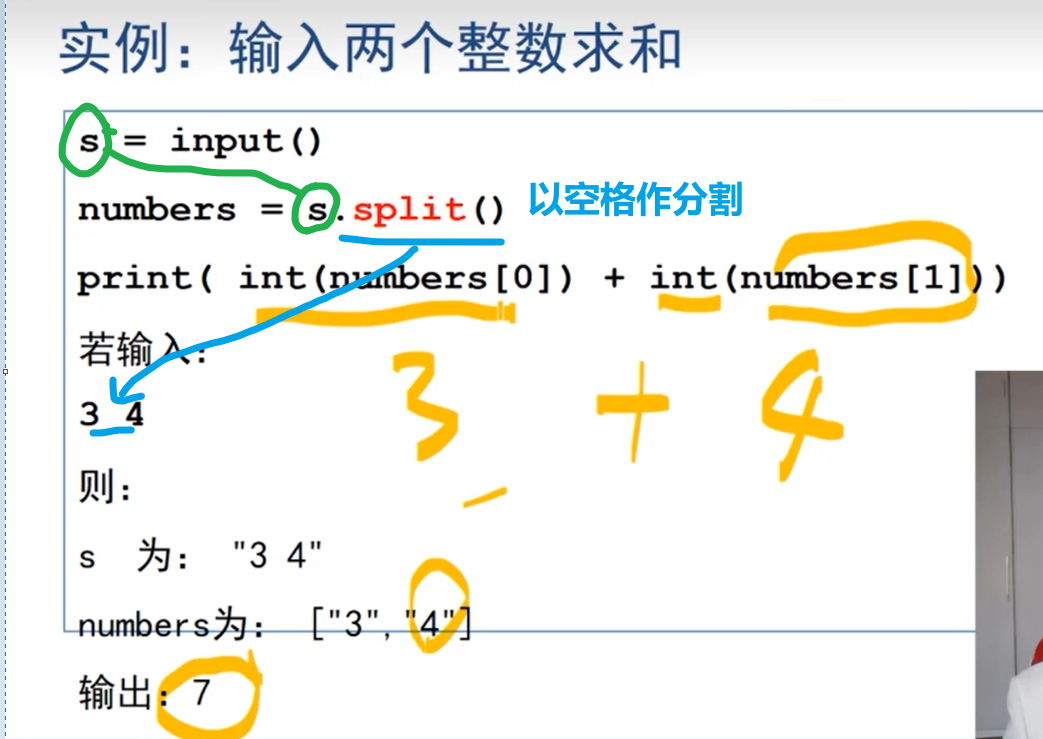 实例：输入两个整数求和
s = input()
numbers = s.split() 以空格作分割
print( int(numbers[0]) + int(numbers[1]))
若输入：
3 + 4
3 4
则：
s 为： "3 4"
numbers为： ["3", "4"]
输出：7